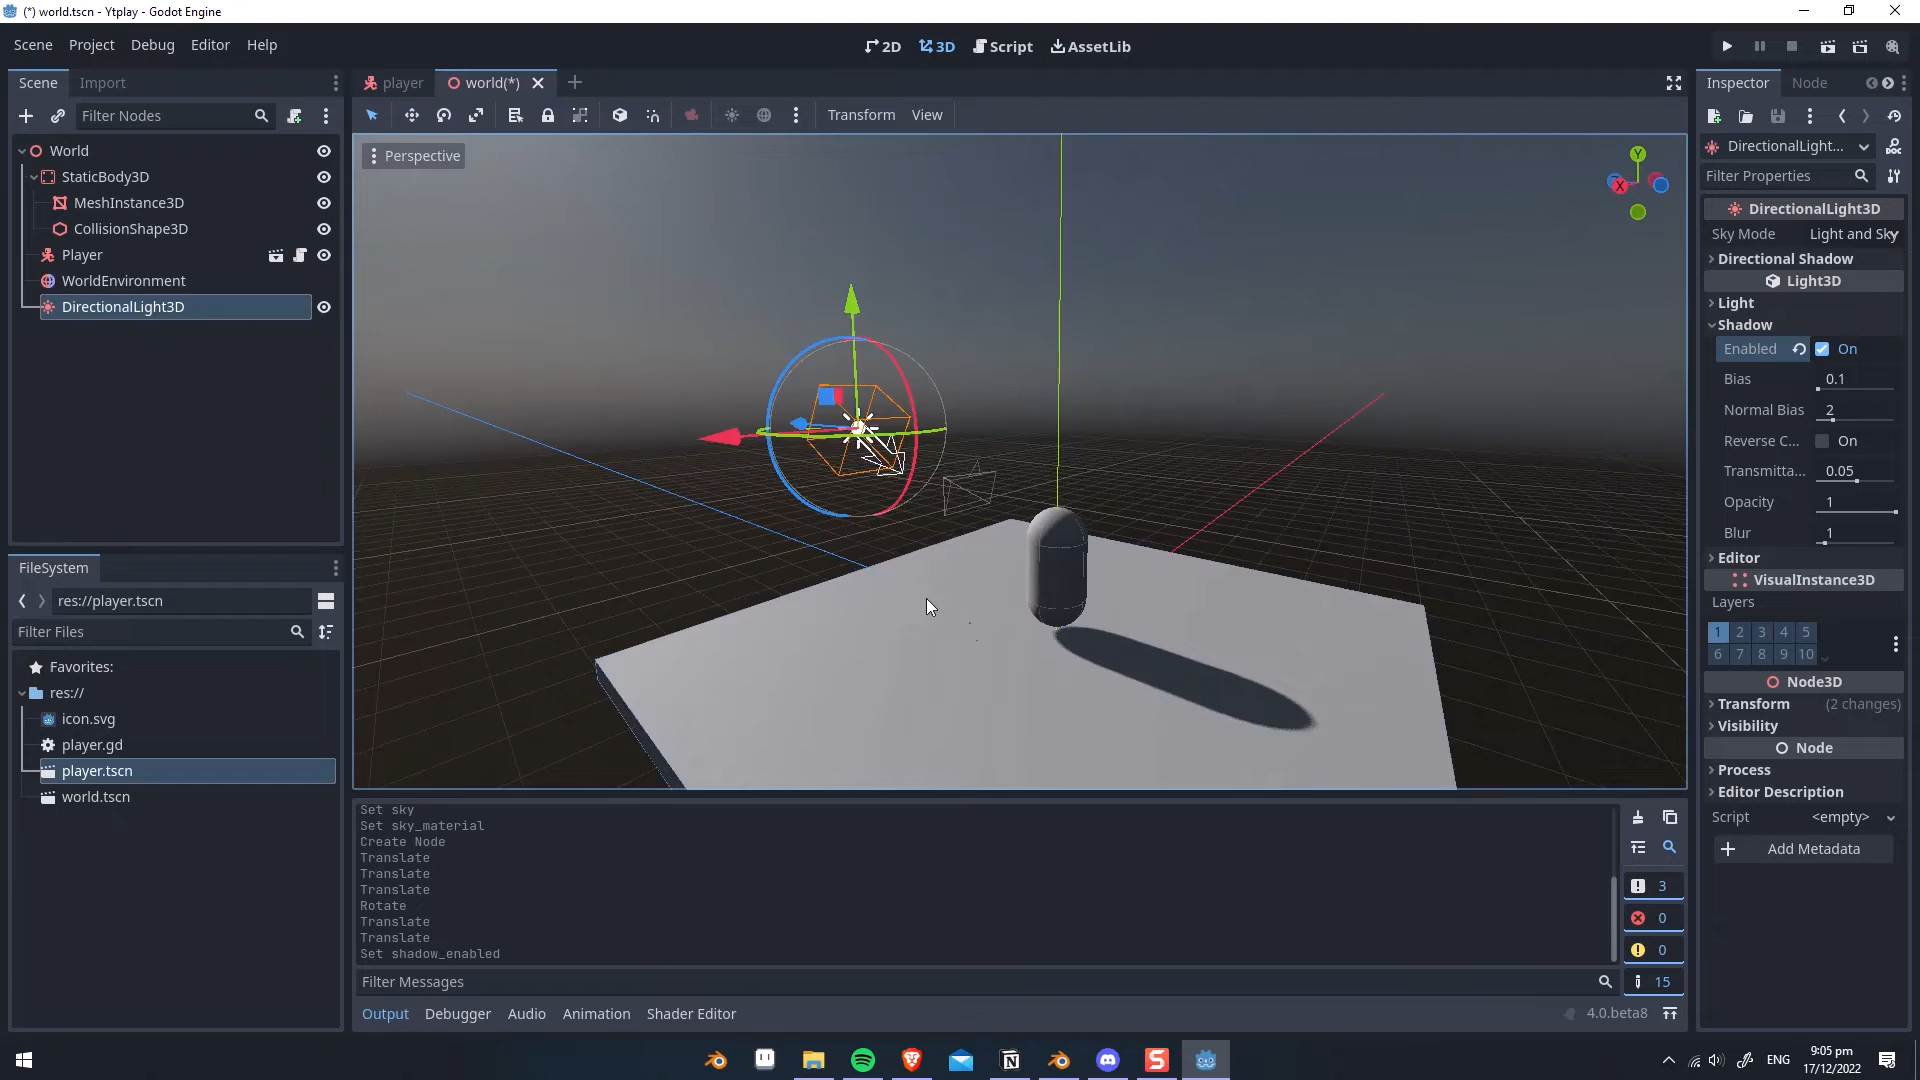 (*) world.tscn - Ytplay - Godot Engine
Scene Project Debug Editor Help
2D 3D Script AssetLib
Scene Import
Filter Nodes
World
StaticBody3D
MeshInstance3D
CollisionShape3D
Player
WorldEnvironment
DirectionalLight3D
FileSystem
res://player.tscn
Filter Files
Favorites:
res://
icon.svg
player.gd
player.tscn
world.tscn
player world(*)
Transform View
Perspective
Y
X
Set sky
Set sky_material
Create Node
Translate
Translate
Translate
Rotate
Translate
Translate
Set shadow_enabled
3
0
0
15
Filter Messages
Output Debugger Audio Animation Shader Editor
4.0.beta8
Inspector Node
DirectionalLight...
Filter Properties
DirectionalLight3D
Sky Mode Light and Sky
Directional Shadow
Light3D
Light
Shadow
Enabled On
Bias 0.1
Normal Bias 2
Reverse C... On
Transmitta... 0.05
Opacity 1
Blur 1
Editor
VisualInstance3D
Layers
1 2 3 4 5
6 7 8 9 10
Node3D
Transform (2 changes)
Visibility
Node
Process
Editor Description
Script <empty>
Add Metadata
ENG
9:05 pm
17/12/2022